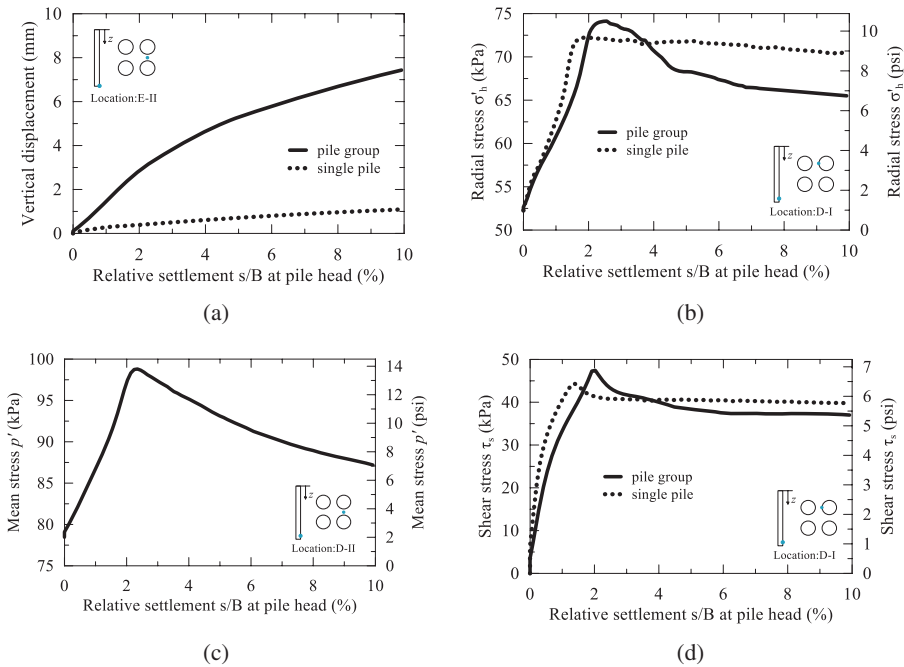 10
8
6
4
2
0
Vertical displacement (mm)
z
Location:E-II
pile group
single pile
0 2 4 6 8 10
Relative settlement s/B at pile head (%)
(a)
75
70
65
60
55
50
Radial stress σ'h (kPa)
pile group
single pile
z
Location:D-I
10
8
6
4
2
0
Radial stress σ'h (psi)
0 2 4 6 8 10
Relative settlement s/B at pile head (%)
(b)
100
95
90
85
80
75
Mean stress p' (kPa)
z
Location:D-II
14
12
10
8
6
4
2
0
Mean stress p' (psi)
0 2 4 6 8 10
Relative settlement s/B at pile head (%)
(c)
50
40
30
20
10
0
Shear stress τs (kPa)
pile group
single pile
z
Location:D-I
7
6
5
4
3
2
1
0
Shear stress τs (psi)
0 2 4 6 8 10
Relative settlement s/B at pile head (%)
(d)